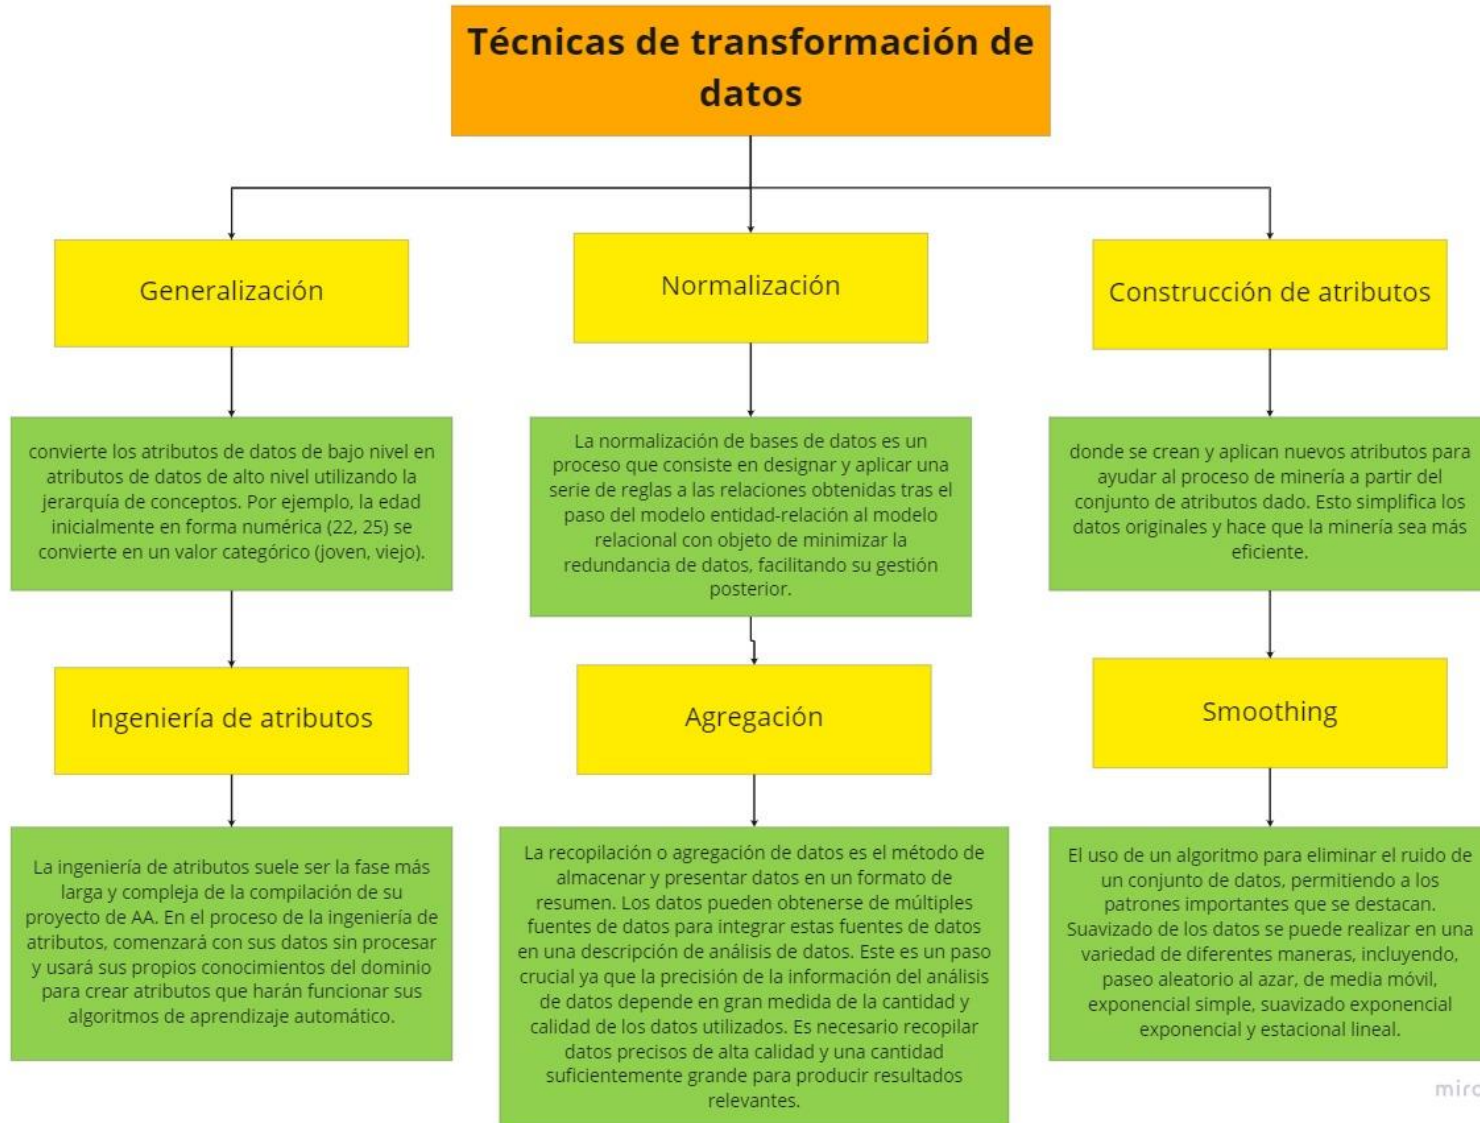 Técnicas de transformación de
datos
Generalización
Normalización
Construcción de atributos
convierte los atributos de datos de bajo nivel en
atributos de datos de alto nivel utilizando la
jerarquía de conceptos. Por ejemplo, la edad
inicialmente en forma numérica (22, 25) se
convierte en un valor categórico (joven, viejo).
La normalización de bases de datos es un
proceso que consiste en designar y aplicar una
serie de reglas a las relaciones obtenidas tras el
paso del modelo entidad-relación al modelo
relacional con objeto de minimizar la
redundancia de datos, facilitando su gestión
posterior.
donde se crean y aplican nuevos atributos para
ayudar al proceso de minería a partir del
conjunto de atributos dado. Esto simplifica los
datos originales y hace que la minería sea más
eficiente.
Ingeniería de atributos
Agregación
Smoothing
La ingeniería de atributos suele ser la fase más
larga y compleja de la compilación de su
proyecto de AA. En el proceso de la ingeniería de
atributos, comenzará con sus datos sin procesar
y usará sus propios conocimientos del dominio
para crear atributos que harán funcionar sus
algoritmos de aprendizaje automático.
La recopilación o agregación de datos es el método de
almacenar y presentar datos en un formato de
resumen. Los datos pueden obtenerse de múltiples
fuentes de datos para integrar estas fuentes de datos
en una descripción de análisis de datos. Este es un paso
crucial ya que la precisión de la información del análisis
de datos depende en gran medida de la cantidad y
calidad de los datos utilizados. Es necesario recopilar
datos precisos de alta calidad y una cantidad
suficientemente grande para producir resultados
relevantes.
El uso de un algoritmo para eliminar el ruido de
un conjunto de datos, permitiendo a los
patrones importantes que se destacan.
Suavizado de los datos se puede realizar en una
variedad de diferentes maneras, incluyendo,
paseo aleatorio al azar, de media móvil,
exponencial simple, suavizado exponencial
exponencial y estacional lineal.
miro